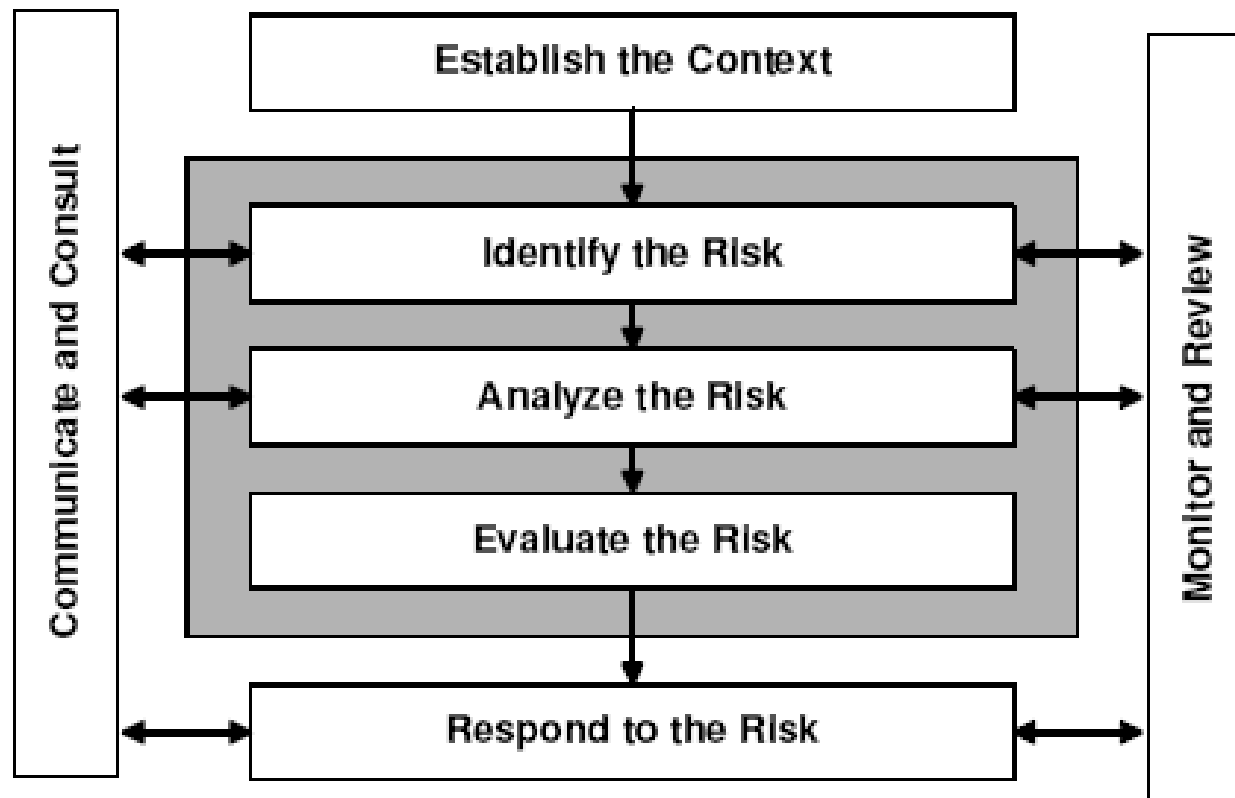 Establish the Context
Communicate and Consult
Identify the Risk
Analyze the Risk
Evaluate the Risk
Respond to the Risk
Monitor and Review